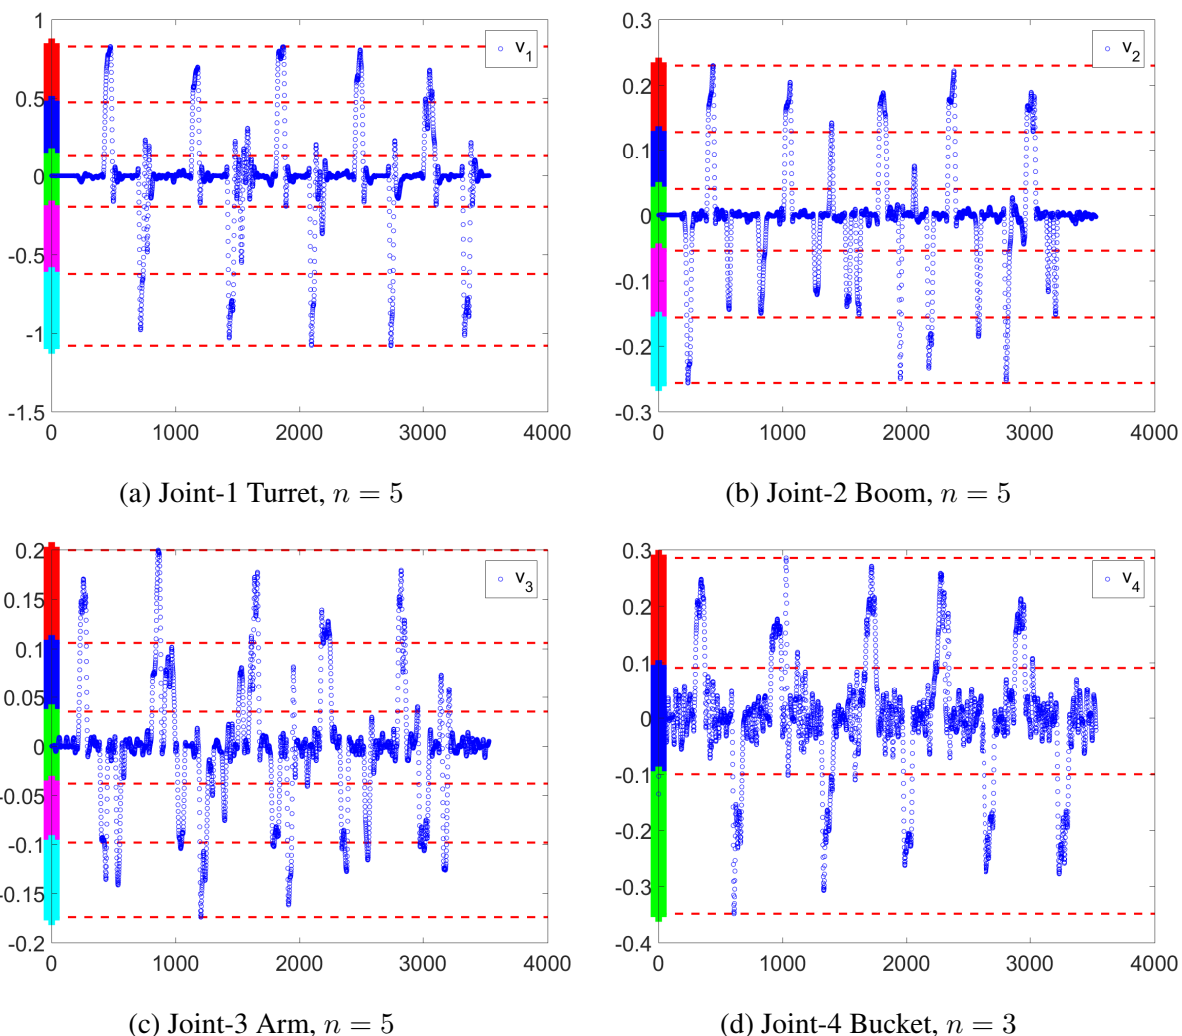 1
0.5
0
-0.5
-1
-1.5
0 1000 2000 3000 4000
v1
(a) Joint-1 Turret, n = 5
0.3
0.2
0.1
0
-0.1
-0.2
-0.3
0 1000 2000 3000 4000
v2
(b) Joint-2 Boom, n = 5
0.2
0.15
0.1
0.05
0
-0.05
-0.1
-0.15
-0.2
0 1000 2000 3000 4000
v3
(c) Joint-3 Arm, n = 5
0.3
0.2
0.1
0
-0.1
-0.2
-0.3
-0.4
0 1000 2000 3000 4000
v4
(d) Joint-4 Bucket, n = 3